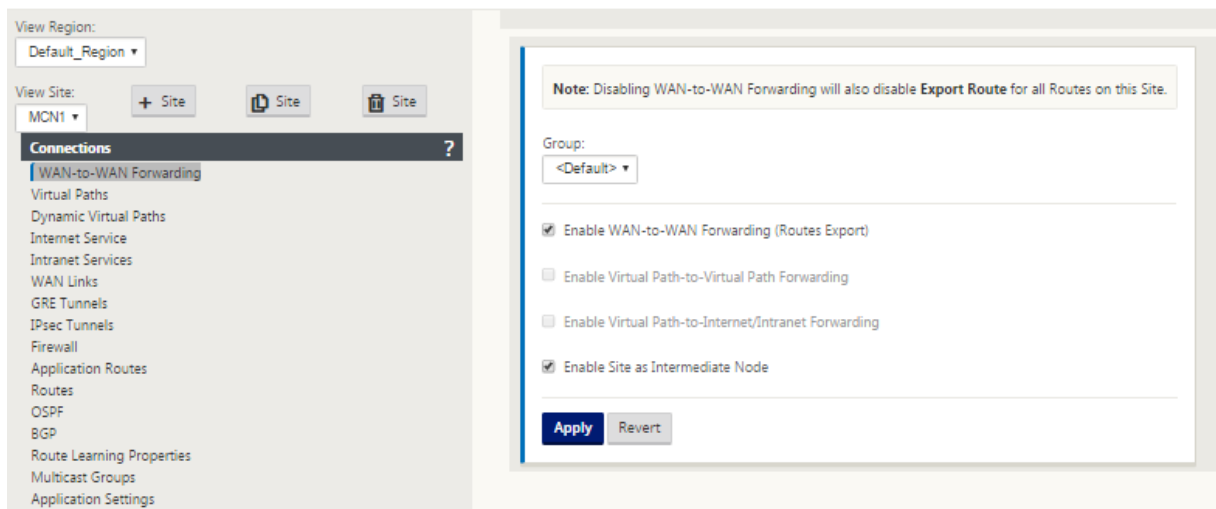 View Region:
Default_Region
View Site:
MCN1
+ Site
Site
Site
Connections ?
WAN-to-WAN Forwarding
Virtual Paths
Dynamic Virtual Paths
Internet Service
Intranet Services
WAN Links
GRE Tunnels
IPsec Tunnels
Firewall
Application Routes
Routes
OSPF
BGP
Route Learning Properties
Multicast Groups
Application Settings
Note: Disabling WAN-to-WAN Forwarding will also disable Export Route for all Routes on this Site.
Group:
<Default>
Enable WAN-to-WAN Forwarding (Routes Export)
Enable Virtual Path-to-Virtual Path Forwarding
Enable Virtual Path-to-Internet/Intranet Forwarding
Enable Site as Intermediate Node
Apply Revert